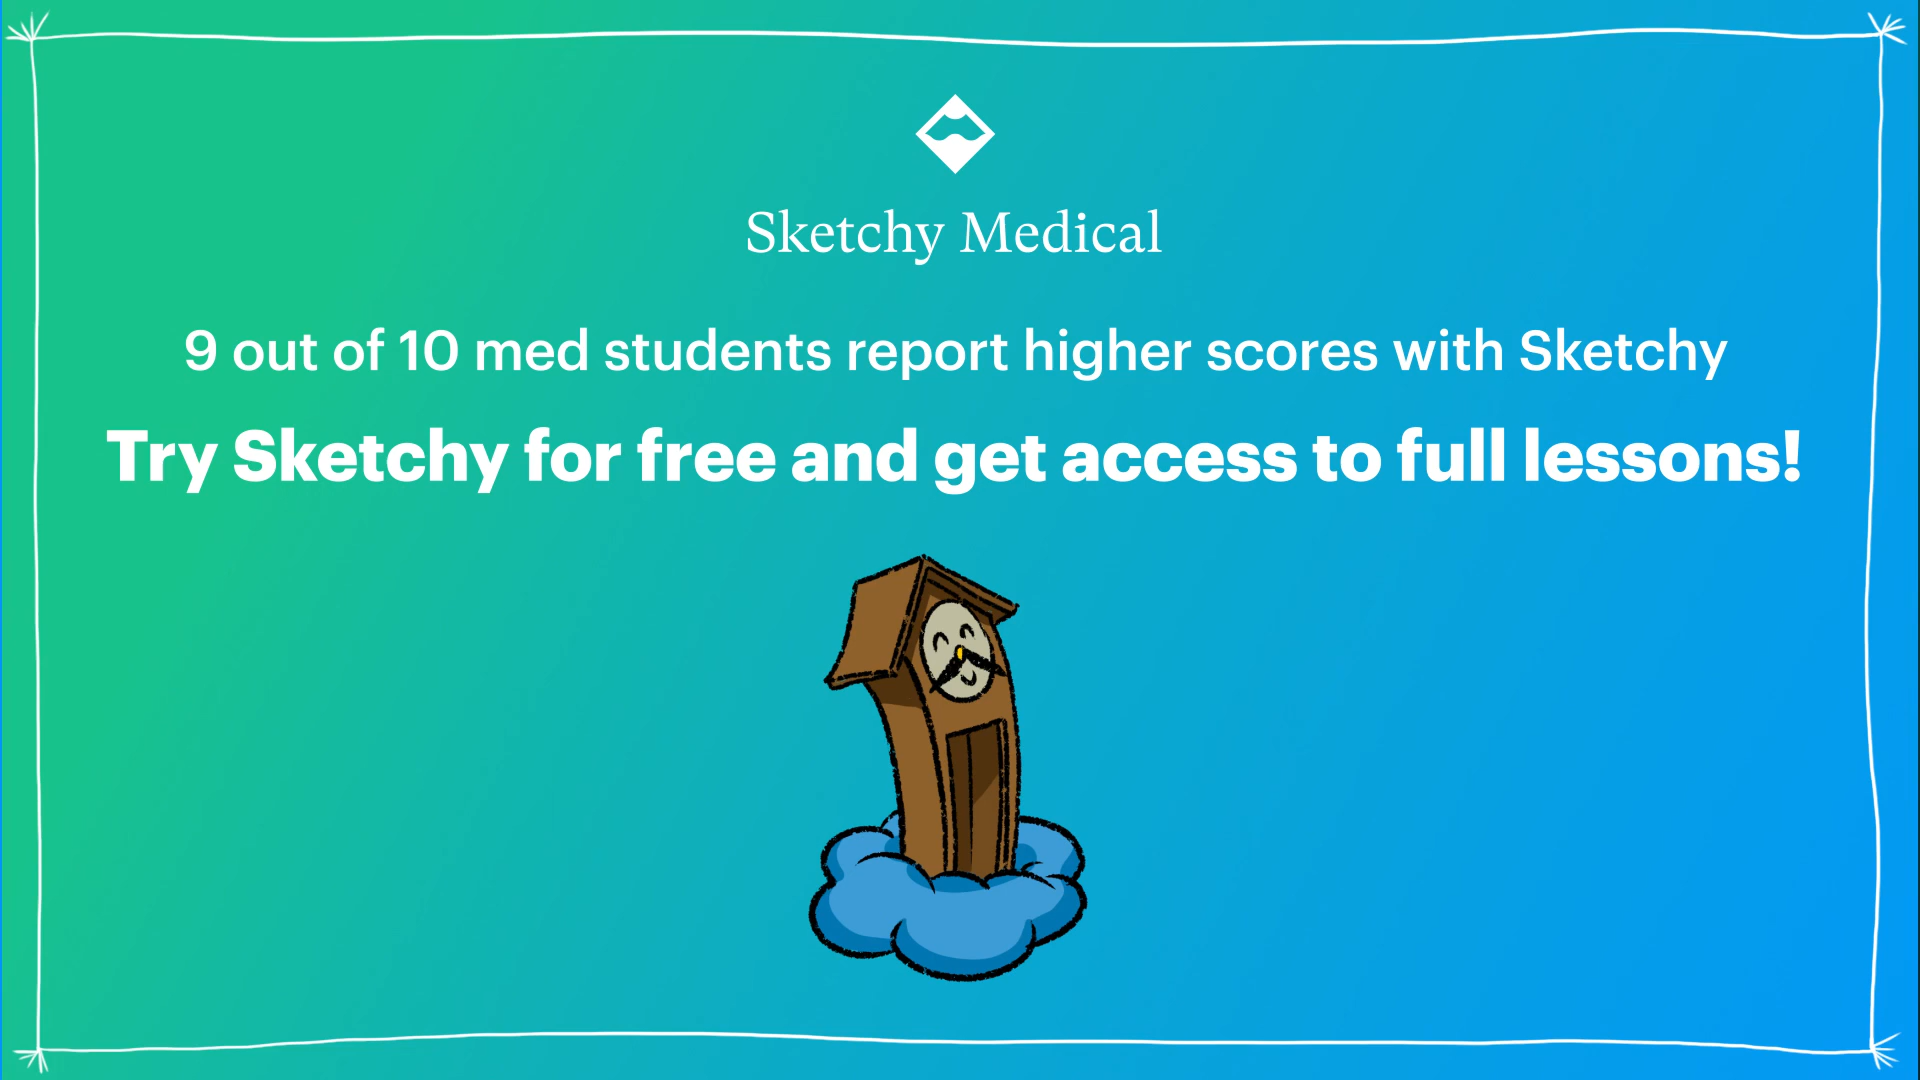 Sketchy Medical
9 out of 10 med students report higher scores with Sketchy
Try Sketchy for free and get access to full lessons!